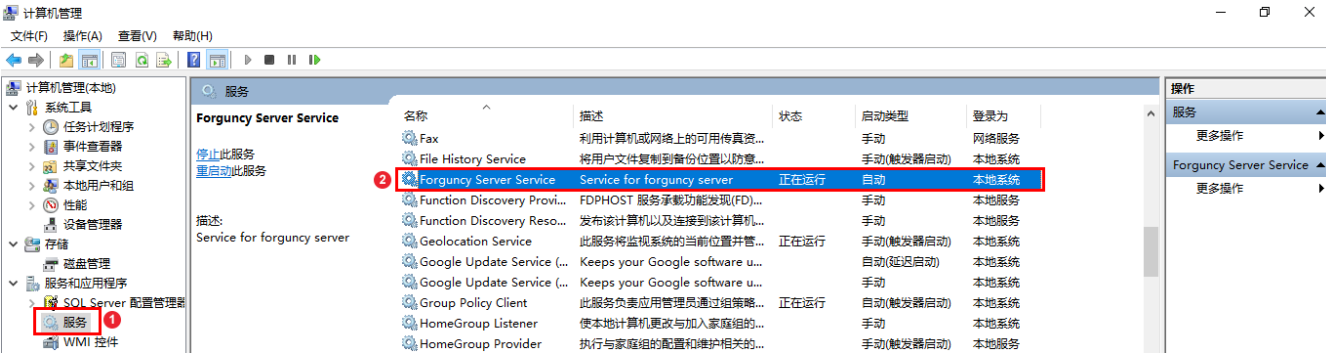 计算机管理
文件(F) 操作(A) 查看(V) 帮助(H)
计算机管理(本地)
系统工具
任务计划程序
事件查看器
共享文件夹
本地用户和组
性能
设备管理器
存储
磁盘管理
服务和应用程序
SQL Server 配置管理器
服务
1
WMI 控件
服务
Forguncy Server Service
停止此服务
重启动此服务
描述:
Service for forguncy server
名称 描述 状态 启动类型 登录为
Fax 利用计算机或网络上的可用传真资... 手动 网络服务
File History Service 将用户文件复制到备份位置以防意... 手动(触发器启动) 本地系统
2 Forguncy Server Service Service for forguncy server 正在运行 自动 本地系统
Function Discovery Provi... FDPHOST 服务承载功能发现(FD)... 手动 本地服务
Function Discovery Reso... 发布该计算机以及连接到该计算机... 手动 本地服务
Geolocation Service 此服务将监视系统的当前位置并管... 正在运行 手动(触发器启动) 本地系统
Google Update Service (... Keeps your Google software u... 自动(延迟启动) 本地系统
Google Update Service (... Keeps your Google software u... 手动 本地系统
Group Policy Client 此服务负责应用管理员通过组策略... 正在运行 自动(触发器启动) 本地系统
HomeGroup Listener 使本地计算机更改与加入家庭组的... 手动 本地系统
HomeGroup Provider 执行与家庭组的配置和维护相关的... 手动(触发器启动) 本地服务
操作
服务
更多操作
Forguncy Server Service
更多操作